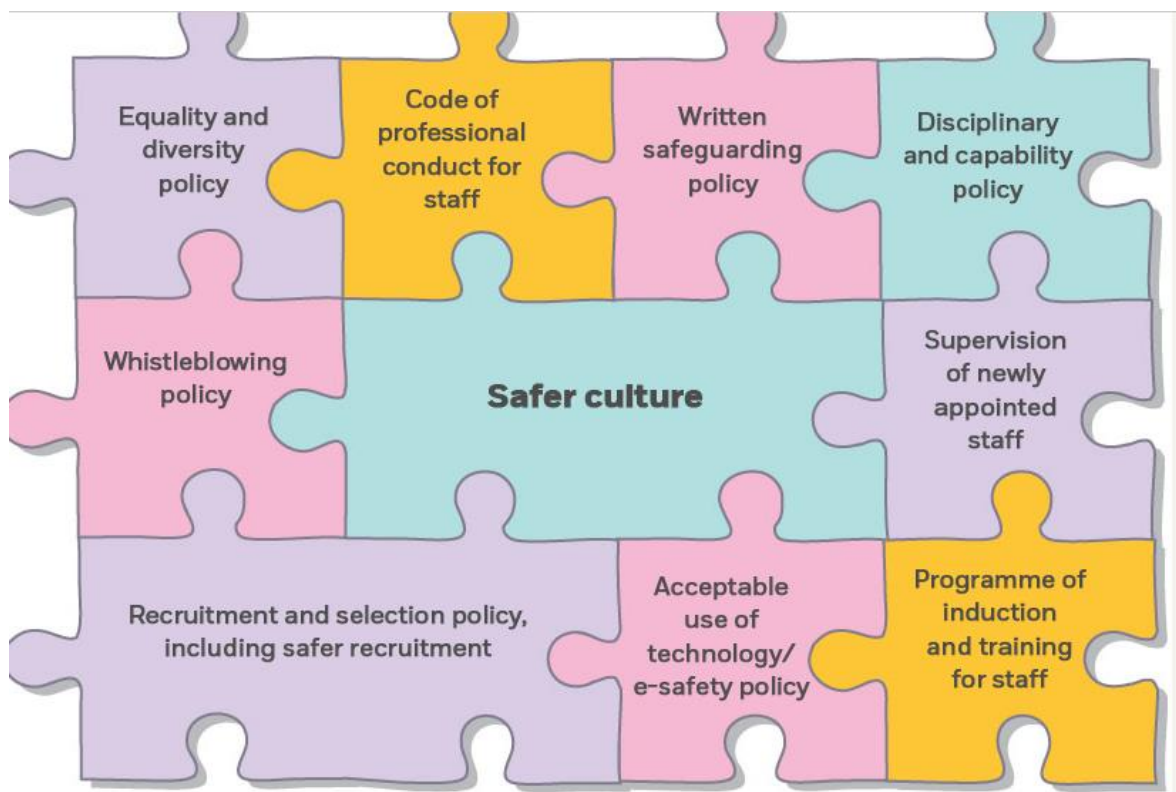 Equality and
diversity
policy
Code of
professional
conduct for
staff
Written
safeguarding
policy
Disciplinary
and capability
policy
Whistleblowing
policy
Safer culture
Supervision
of newly
appointed
staff
Recruitment and selection policy,
including safer recruitment
Acceptable
use of
technology/
e-safety policy
Programme of
induction
and training
for staff